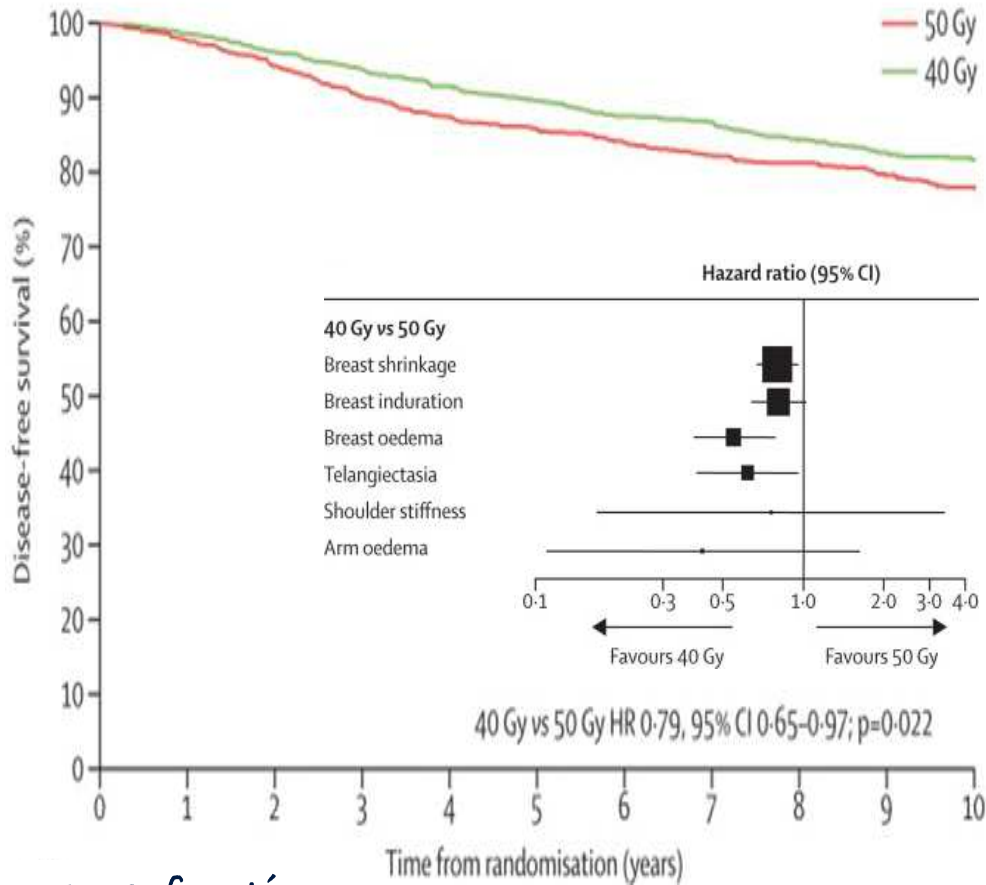 100
90
80
70
60
50
40
30
20
10
0
Disease-free survival (%)
50 Gy
40 Gy
Hazard ratio (95% CI)
40 Gy vs 50 Gy
Breast shrinkage
Breast induration
Breast oedema
Telangiectasia
Shoulder stiffness
Arm oedema
0·1 0·3 0·5 1·0 2·0 3·0 4·0
Favours 40 Gy Favours 50 Gy
40 Gy vs 50 Gy HR 0·79, 95% CI 0·65–0·97; p=0·022
0 1 2 3 4 5 6 7 8 9 10
Time from randomisation (years)